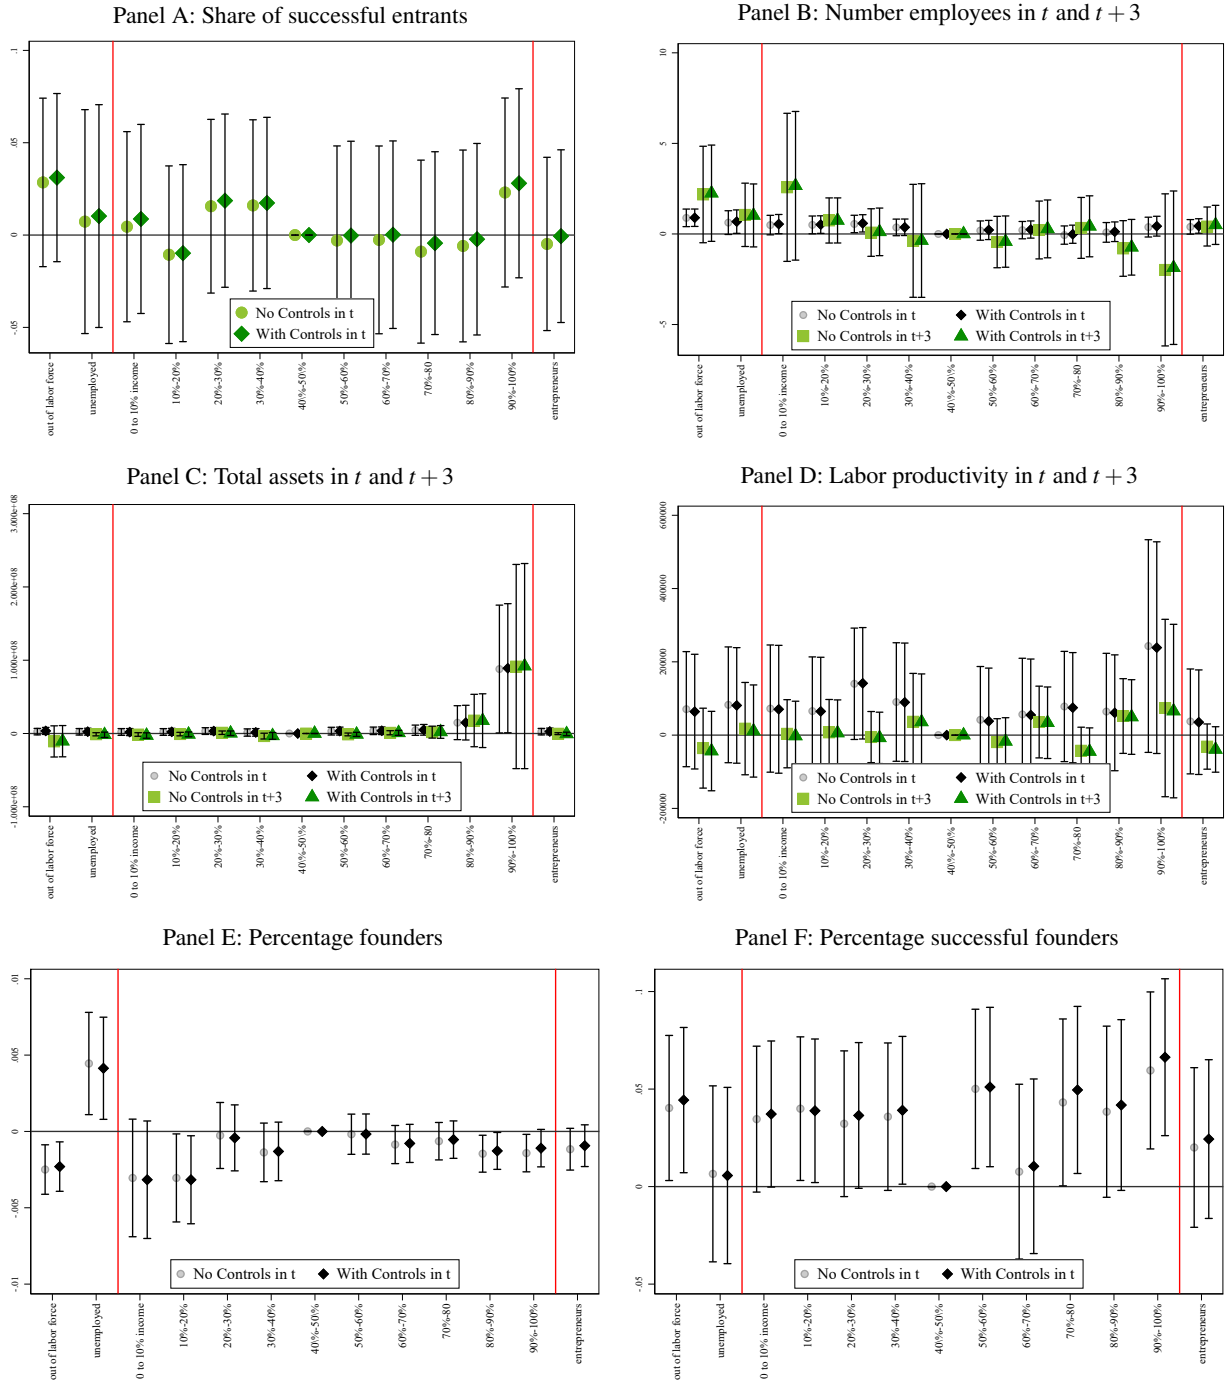 Panel A: Share of successful entrants
.1
.05
0
-.05
No Controls in t
With Controls in t
out of labor force
unemployed
0 to 10% income
10%-20%
20%-30%
30%-40%
40\%-50\%
50%-60%
60%-70%
70%-80
80%-90%
90%-100%
entrepreneurs
Panel B: Number employees in t and t + 3
10
5
0
-5
No Controls in t
With Controls in t
No Controls in t+3
With Controls in t+3
out of labor force
unemployed
0 to 10% income
10%-20%
20%-30%
30%-40%
40\%-50\%
50%-60%
60%-70%
70%-80
80%-90%
90%-100%
entrepreneurs
Panel C: Total assets in t and t + 3
3.000e+08
2.000e+08
1.000e+08
0
-1.000e+08
No Controls in t
With Controls in t
No Controls in t+3
With Controls in t+3
out of labor force
unemployed
0 to 10% income
10%-20%
20%-30%
30%-40%
40\%-50\%
50%-60%
60%-70%
70%-80
80%-90%
90%-100%
entrepreneurs
Panel D: Labor productivity in t and t + 3
No Controls in t
With Controls in t
No Controls in t+3
With Controls in t+3
0
out of labor force
unemployed
0 to 10% income
10%-20%
20%-30%
30%-40%
40\%-50\%
50%-60%
60%-70%
70%-80
80%-90%
90%-100%
entrepreneurs
Panel E: Percentage founders
.01
.005
0
-.005
-.01
No Controls in t
With Controls in t
out of labor force
unemployed
0 to 10% income
10%-20%
20%-30%
30%-40%
40\%-50\%
50%-60%
60%-70%
70%-80
80%-90%
90%-100%
entrepreneurs
Panel F: Percentage successful founders
.1
.05
0
-.05
No Controls in t
With Controls in t
out of labor force
unemployed
0 to 10% income
10%-20%
20%-30%
30%-40%
40\%-50\%
50%-60%
60%-70%
70%-80
80%-90%
90%-100%
entrepreneurs